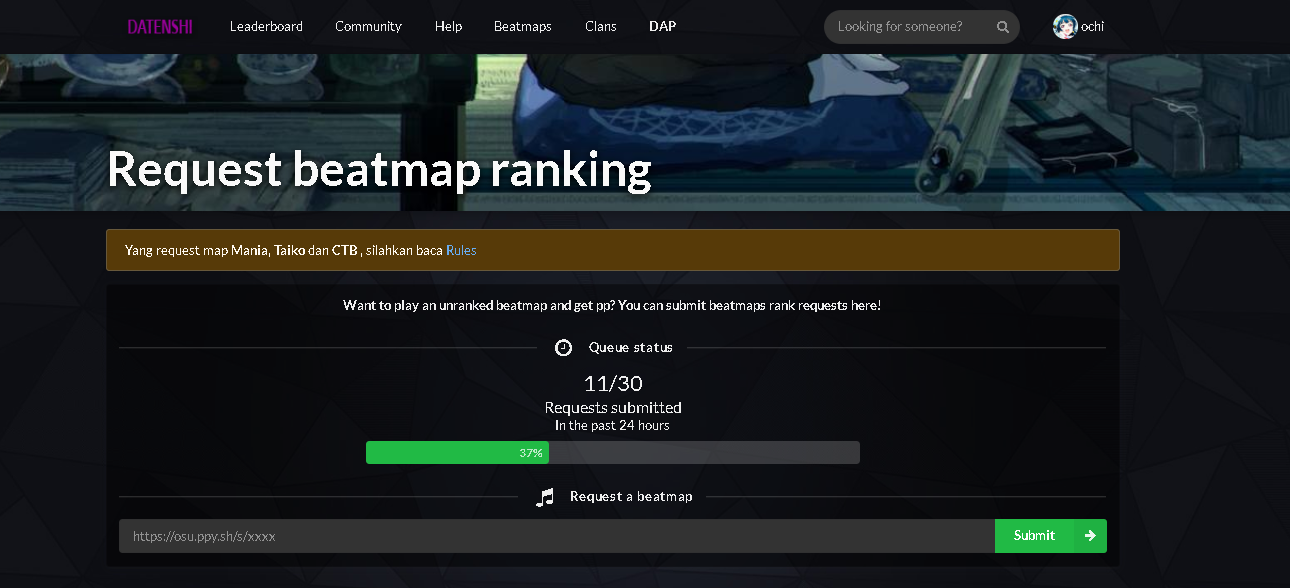 DATENSHI Leaderboard Community Help Beatmaps Clans DAP Looking for someone? ochi
Request beatmap ranking
Yang request map Mania, Taiko dan CTB , silahkan baca Rules
Want to play an unranked beatmap and get pp? You can submit beatmaps rank requests here!
Queue status
11/30
Requests submitted
In the past 24 hours
37%
Request a beatmap
https://osu.ppy.sh/s/xxxx Submit